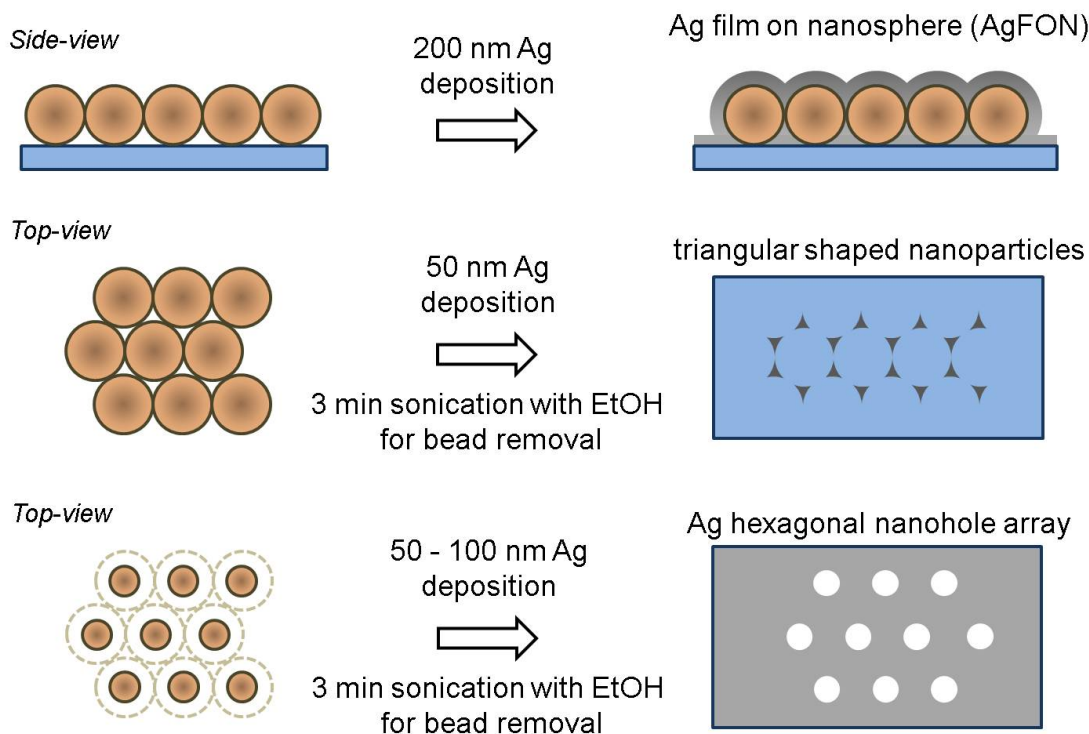 Side-view
200 nm Ag
deposition
Ag film on nanosphere (AgFON)
Top-view
50 nm Ag
deposition
3 min sonication with EtOH
for bead removal
triangular shaped nanoparticles
Top-view
50 - 100 nm Ag
deposition
3 min sonication with EtOH
for bead removal
Ag hexagonal nanohole array